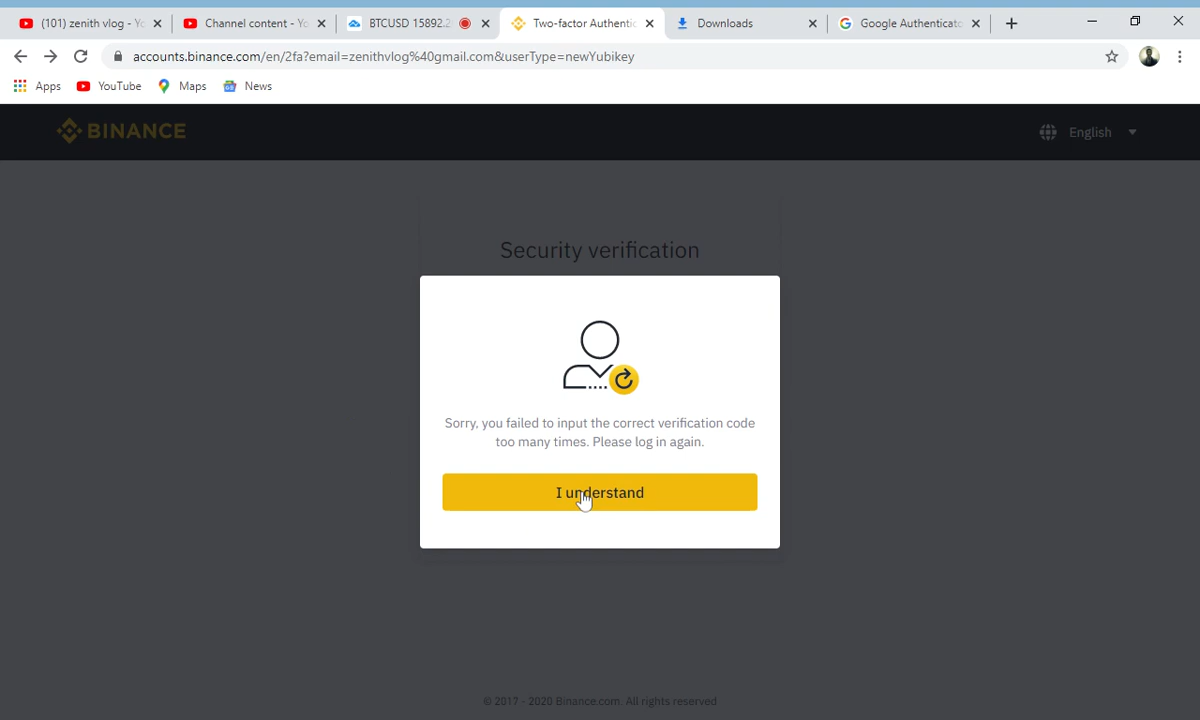 (101) zenith vlog - Yo
Channel content - Yo
BTCUSD 15892.2
Two-factor Authentic
Downloads
Google Authenticato
accounts.binance.com/en/2fa?email=zenithvlog%40gmail.com&userType=newYubikey
Apps
YouTube
Maps
News
BINANCE
English
Security verification
Sorry, you failed to input the correct verification code
too many times. Please log in again.
I understand
© 2017 - 2020 Binance.com. All rights reserved